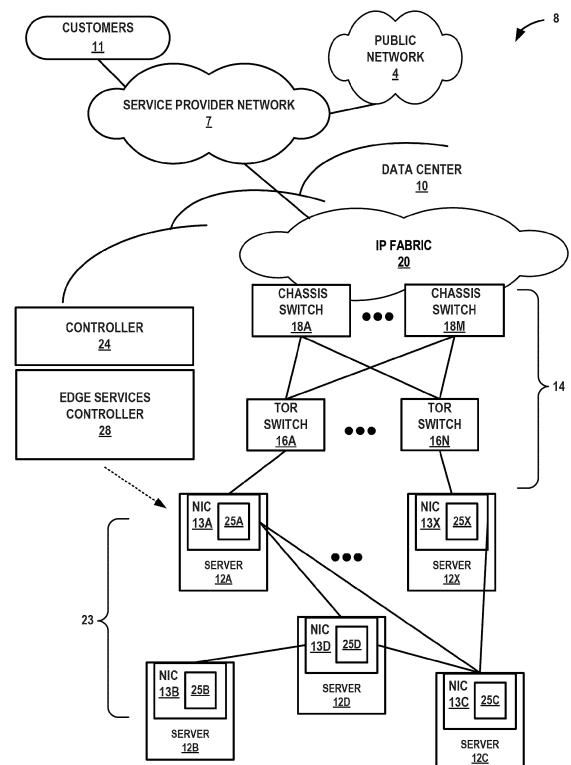 8
CUSTOMERS
11
PUBLIC
NETWORK
4
SERVICE PROVIDER NETWORK
7
DATA CENTER
10
IP FABRIC
20
CHASSIS
SWITCH
18A
CHASSIS
SWITCH
18M
CONTROLLER
24
EDGE SERVICES
CONTROLLER
28
14
TOR
SWITCH
16A
TOR
SWITCH
16N
NIC
13A
25A
SERVER
12A
NIC
13X
25X
SERVER
12X
23
NIC
13D
25D
SERVER
12D
NIC
13B
25B
SERVER
12B
NIC
13C
25C
SERVER
12C